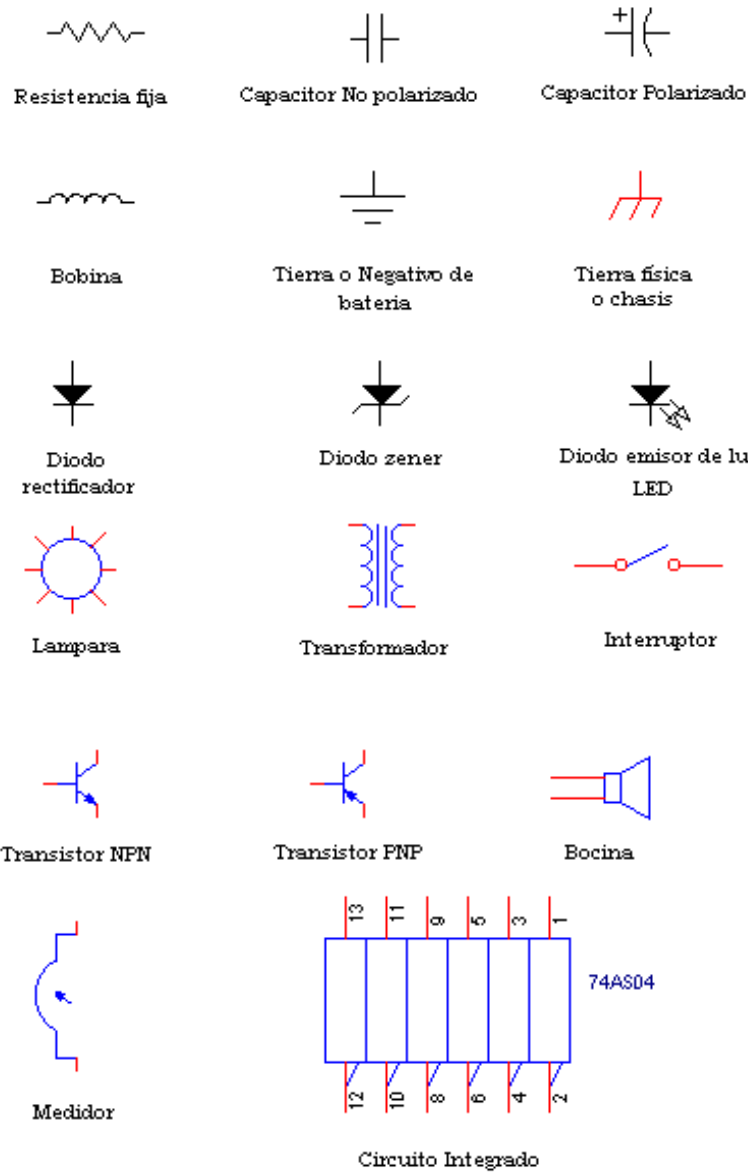 +
Resistencia fija
Capacitor No polarizado
Capacitor Polarizado
Bobina
Tierra o Negativo de
bateria
Tierra física
o chasis
Diodo
rectificador
Diodo zener
Diodo emisor de lu
LED
Lampara
Transformador
Interruptor
Transistor NPN
Transistor PNP
Bocina
13 11 9 5 3 1
74AS04
12 10 8 6 4 2
Medidor
Circuito Integrado